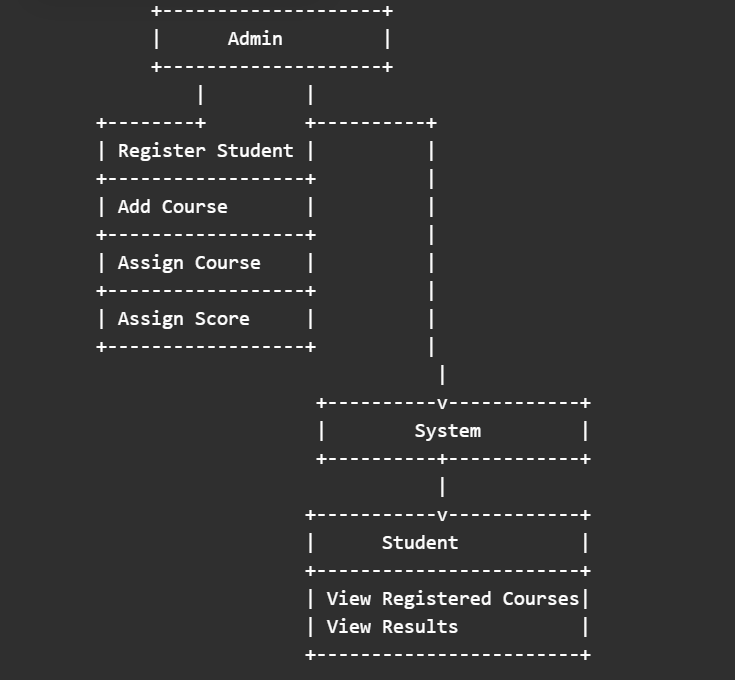 +--------------------+
|      Admin         |
+--------------------+
|         |
+--------+         +----------+
| Register Student |          |
+------------------+          |
| Add Course       |          |
+------------------+          |
| Assign Course    |          |
+------------------+          |
| Assign Score     |          |
+------------------+          |
|
+----------v------------+
|        System         |
+----------+------------+
|
+-----------v------------+
|      Student           |
+------------------------+
| View Registered Courses|
| View Results           |
+------------------------+